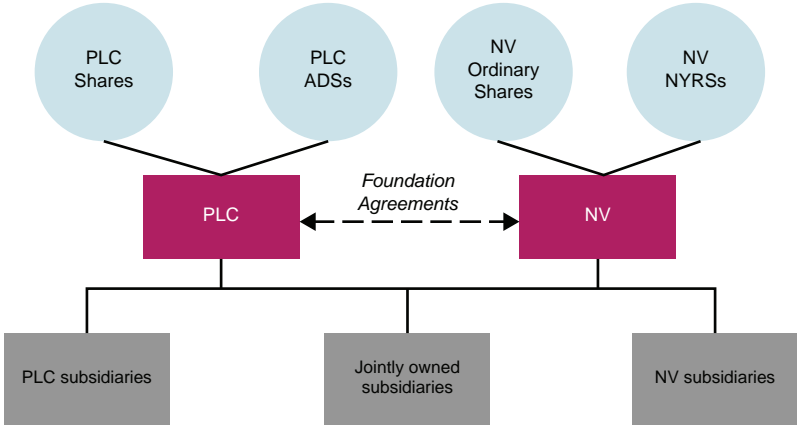 PLC
Shares
PLC
ADSs
NV
Ordinary
Shares
NV
NYRSs
Foundation
Agreements
PLC
NV
PLC subsidiaries
Jointly owned
subsidiaries
NV subsidiaries